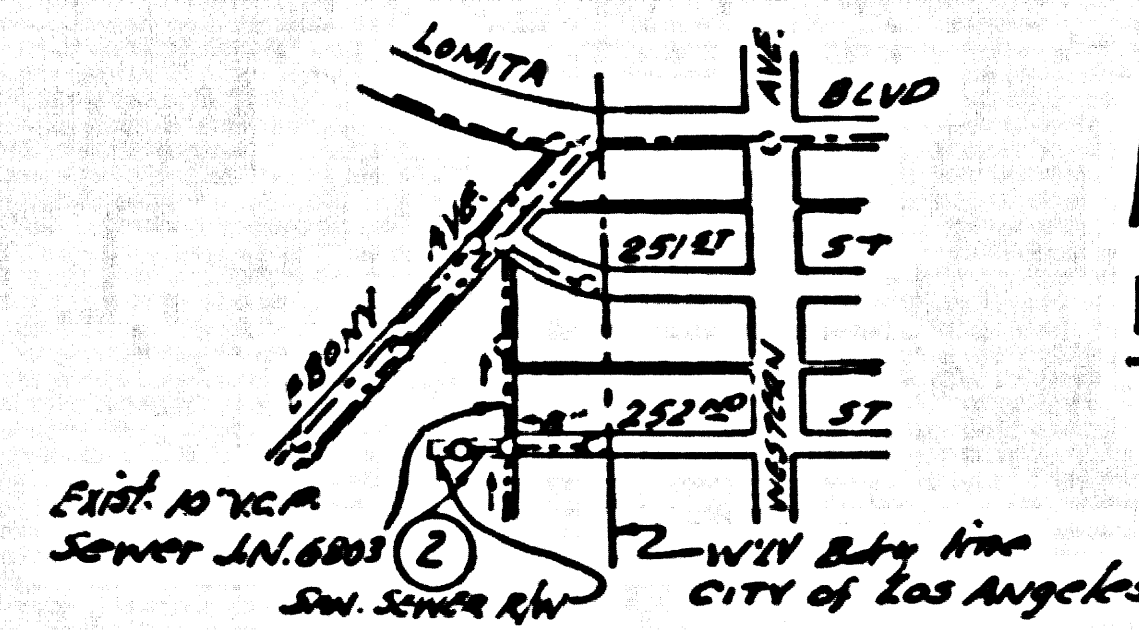 LOMITA
AVE.
BLVD
AVE.
251ST
ST
EBONY
252ND
ST
WESTERN
Exist. 10" V.C.P.
Sewer J.N. 6803
2
SAN. SEWER R/W
W'LY Bdry line
CITY of Los Angeles